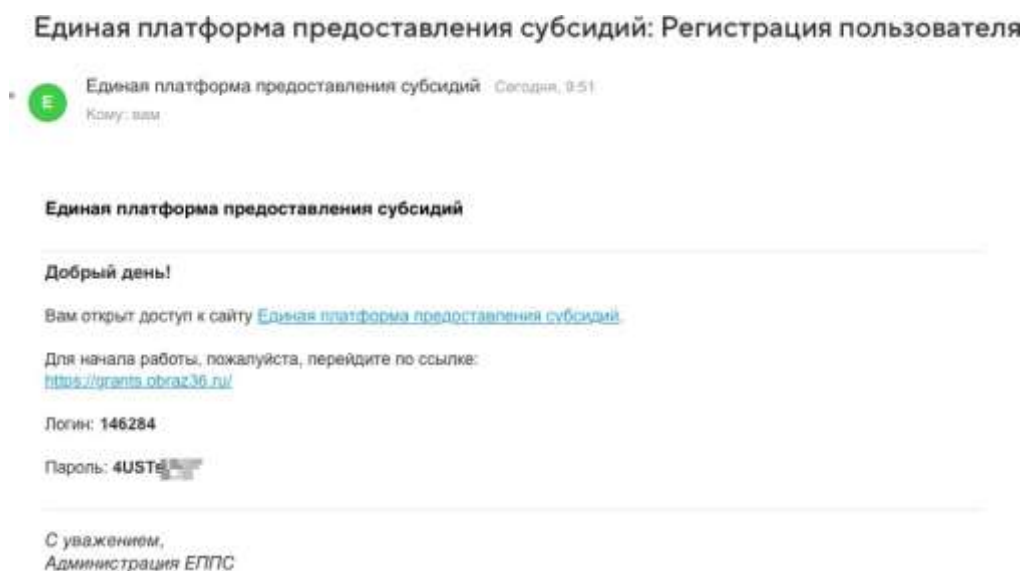 Единая платформа предоставления субсидий: Регистрация пользователя
Единая платформа предоставления субсидий Сегодня, 9:51
Е
Кому: вам
Единая платформа предоставления субсидий
Добрый день!
Вам открыт доступ к сайту Единая платформа предоставления субсидий.
Для начала работы, пожалуйста, перейдите по ссылке:
https://grants.obraz36.ru/
Логин: 146284
Пароль: 4USTs
С уважением,
Администрация ЕППС